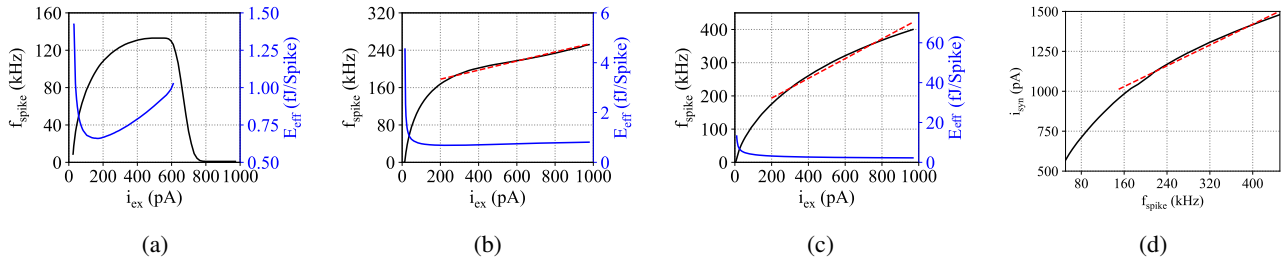 160
120
80
40
0
f_spike (kHz)
1.50
1.25
1.00
0.75
0.50
E_eff (fJ/Spike)
0 200 400 600 800 1000
i_ex (pA)
(a)
320
240
160
80
0
f_spike (kHz)
6
4
2
0
E_eff (fJ/Spike)
0 200 400 600 800 1000
i_ex (pA)
(b)
400
300
200
100
0
f_spike (kHz)
60
40
20
0
E_eff (fJ/Spike)
0 200 400 600 800 1000
i_ex (pA)
(c)
1500
1250
1000
750
500
i_syn (pA)
80 160 240 320 400
f_spike (kHz)
(d)